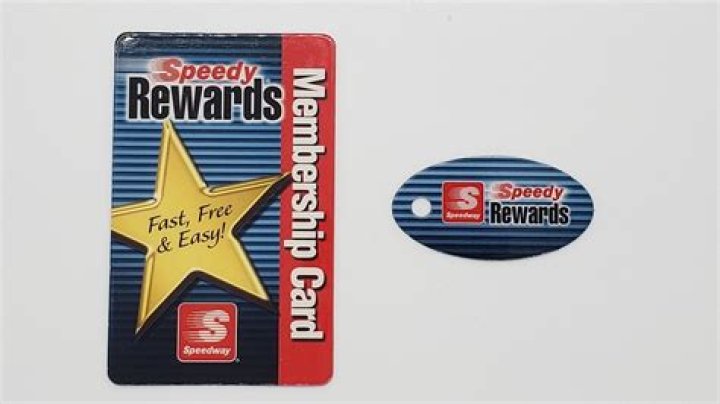 Speedy
Rewards
Membership Card
Fast, Free
& Easy!
S
Speedway
S
Speedway
Speedy
Rewards